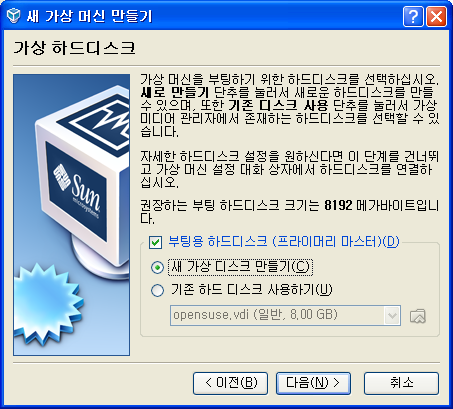 새 가상 머신 만들기
가상 하드디스크
가상 머신을 부팅하기 위한 하드디스크를 선택하십시오.
새로 만들기 단추를 눌러서 새로운 하드디스크를 만들
수 있으며, 또한 기존 디스크 사용 단추를 눌러서 가상
미디어 관리자에서 존재하는 하드디스크를 선택할 수 있
습니다.
자세한 하드디스크 설정을 원하신다면 이 단계를 건너뛰
고 가상 머신 설정 대화 상자에서 하드디스크를 연결하
십시오.
권장하는 부팅 하드디스크 크기는 8192 메가바이트입니
다.
Sun
microsystems
부팅용 하드디스크 (프라이머리 마스터)(D)
새 가상 디스크 만들기(C)
기존 하드 디스크 사용하기(U)
opensuse.vdi (일반, 8,00 GB)
< 이전(B)
다음(N) >
취소